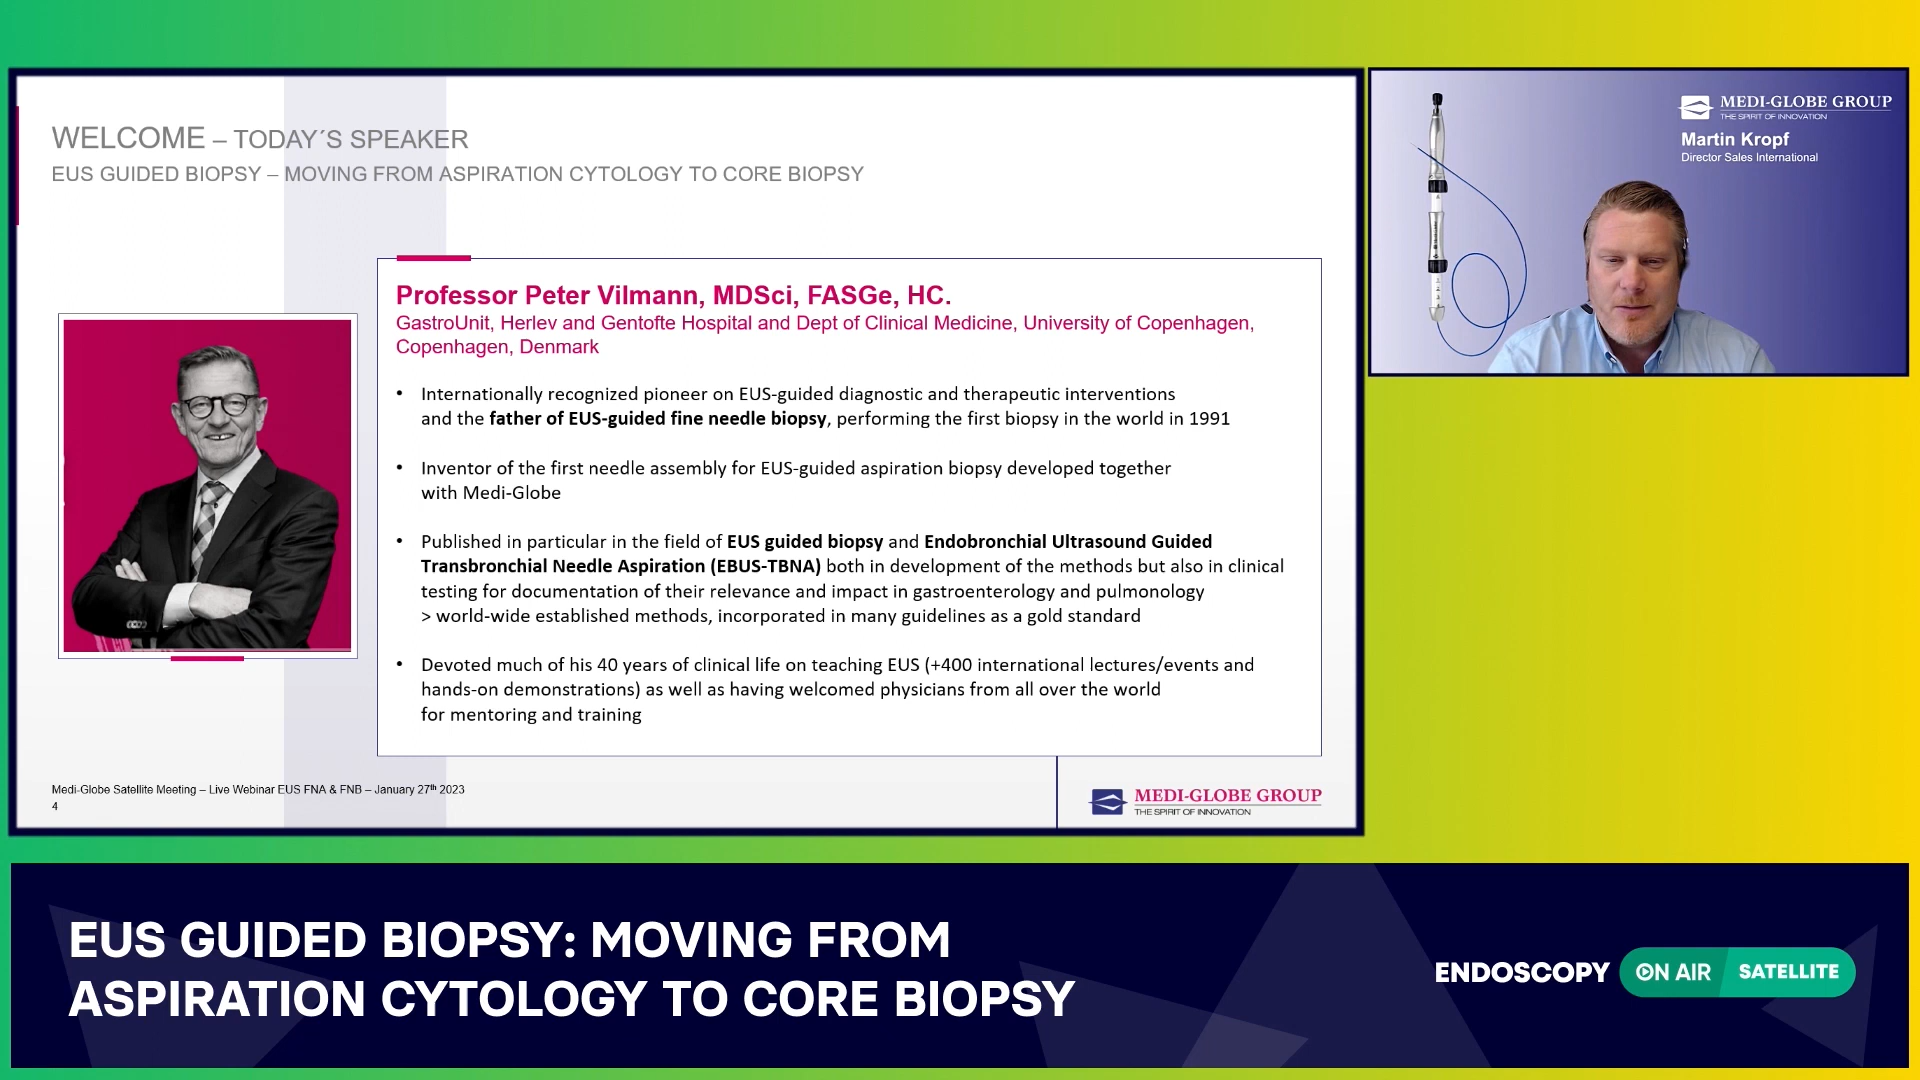 WELCOME – TODAY´S SPEAKER
EUS GUIDED BIOPSY – MOVING FROM ASPIRATION CYTOLOGY TO CORE BIOPSY
Professor Peter Vilmann, MDSci, FASGe, HC.
GastroUnit, Herlev and Gentofte Hospital and Dept of Clinical Medicine, University of Copenhagen,
Copenhagen, Denmark
• Internationally recognized pioneer on EUS-guided diagnostic and therapeutic interventions
and the father of EUS-guided fine needle biopsy, performing the first biopsy in the world in 1991
• Inventor of the first needle assembly for EUS-guided aspiration biopsy developed together
with Medi-Globe
• Published in particular in the field of EUS guided biopsy and Endobronchial Ultrasound Guided
Transbronchial Needle Aspiration (EBUS-TBNA) both in development of the methods but also in clinical
testing for documentation of their relevance and impact in gastroenterology and pulmonology
> world-wide established methods, incorporated in many guidelines as a gold standard
• Devoted much of his 40 years of clinical life on teaching EUS (+400 international lectures/events and
hands-on demonstrations) as well as having welcomed physicians from all over the world
for mentoring and training
Medi-Globe Satellite Meeting – Live Webinar EUS FNA & FNB – January 27th 2023
4
MEDI-GLOBE GROUP
THE SPIRIT OF INNOVATION
MEDI-GLOBE GROUP
THE SPIRIT OF INNOVATION
Martin Kropf
Director Sales International
EUS GUIDED BIOPSY: MOVING FROM
ASPIRATION CYTOLOGY TO CORE BIOPSY
ENDOSCOPY ON AIR SATELLITE